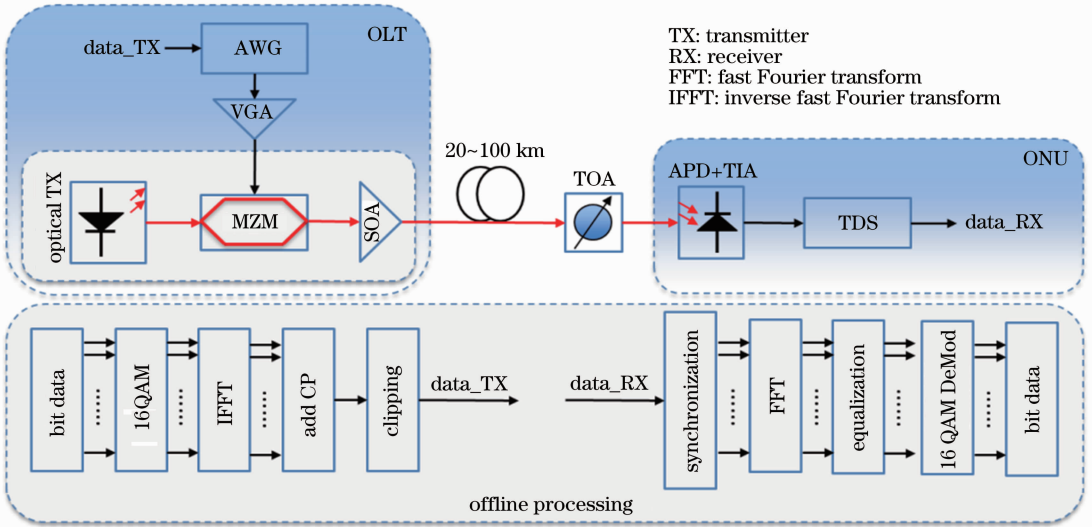 OLT
data_TX
AWG
VGA
optical TX
MZM
SOA
20~100 km
TOA
TX: transmitter
RX: receiver
FFT: fast Fourier transform
IFFT: inverse fast Fourier transform
ONU
APD+TIA
TDS
data_RX
bit data
16QAM
IFFT
add CP
clipping
data_TX
data_RX
synchronization
FFT
equalization
16 QAM DeMod
bit data
offline processing